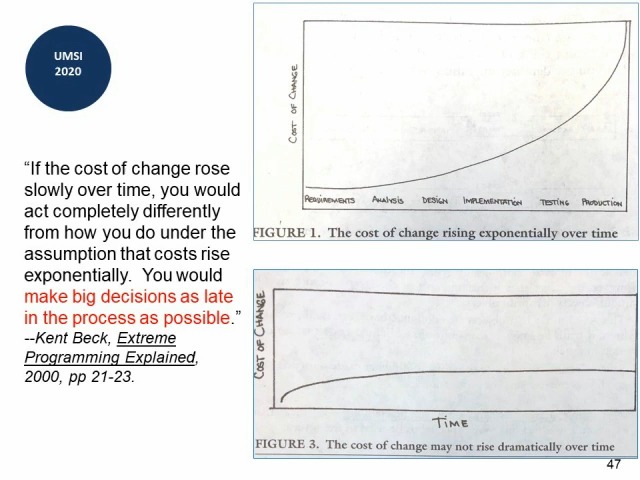 UMSI
2020
“If the cost of change rose
slowly over time, you would
act completely differently
from how you do under the
assumption that costs rise
exponentially.  You would
make big decisions as late
in the process as possible.”
--Kent Beck, Extreme
Programming Explained,
2000, pp 21-23.
COST OF CHANGE
REQUIREMENTS ANALYSIS DESIGN IMPLEMENTATION TESTING PRODUCTION
FIGURE 1. The cost of change rising exponentially over time
COST OF CHANGE
TIME
FIGURE 3. The cost of change may not rise dramatically over time
47